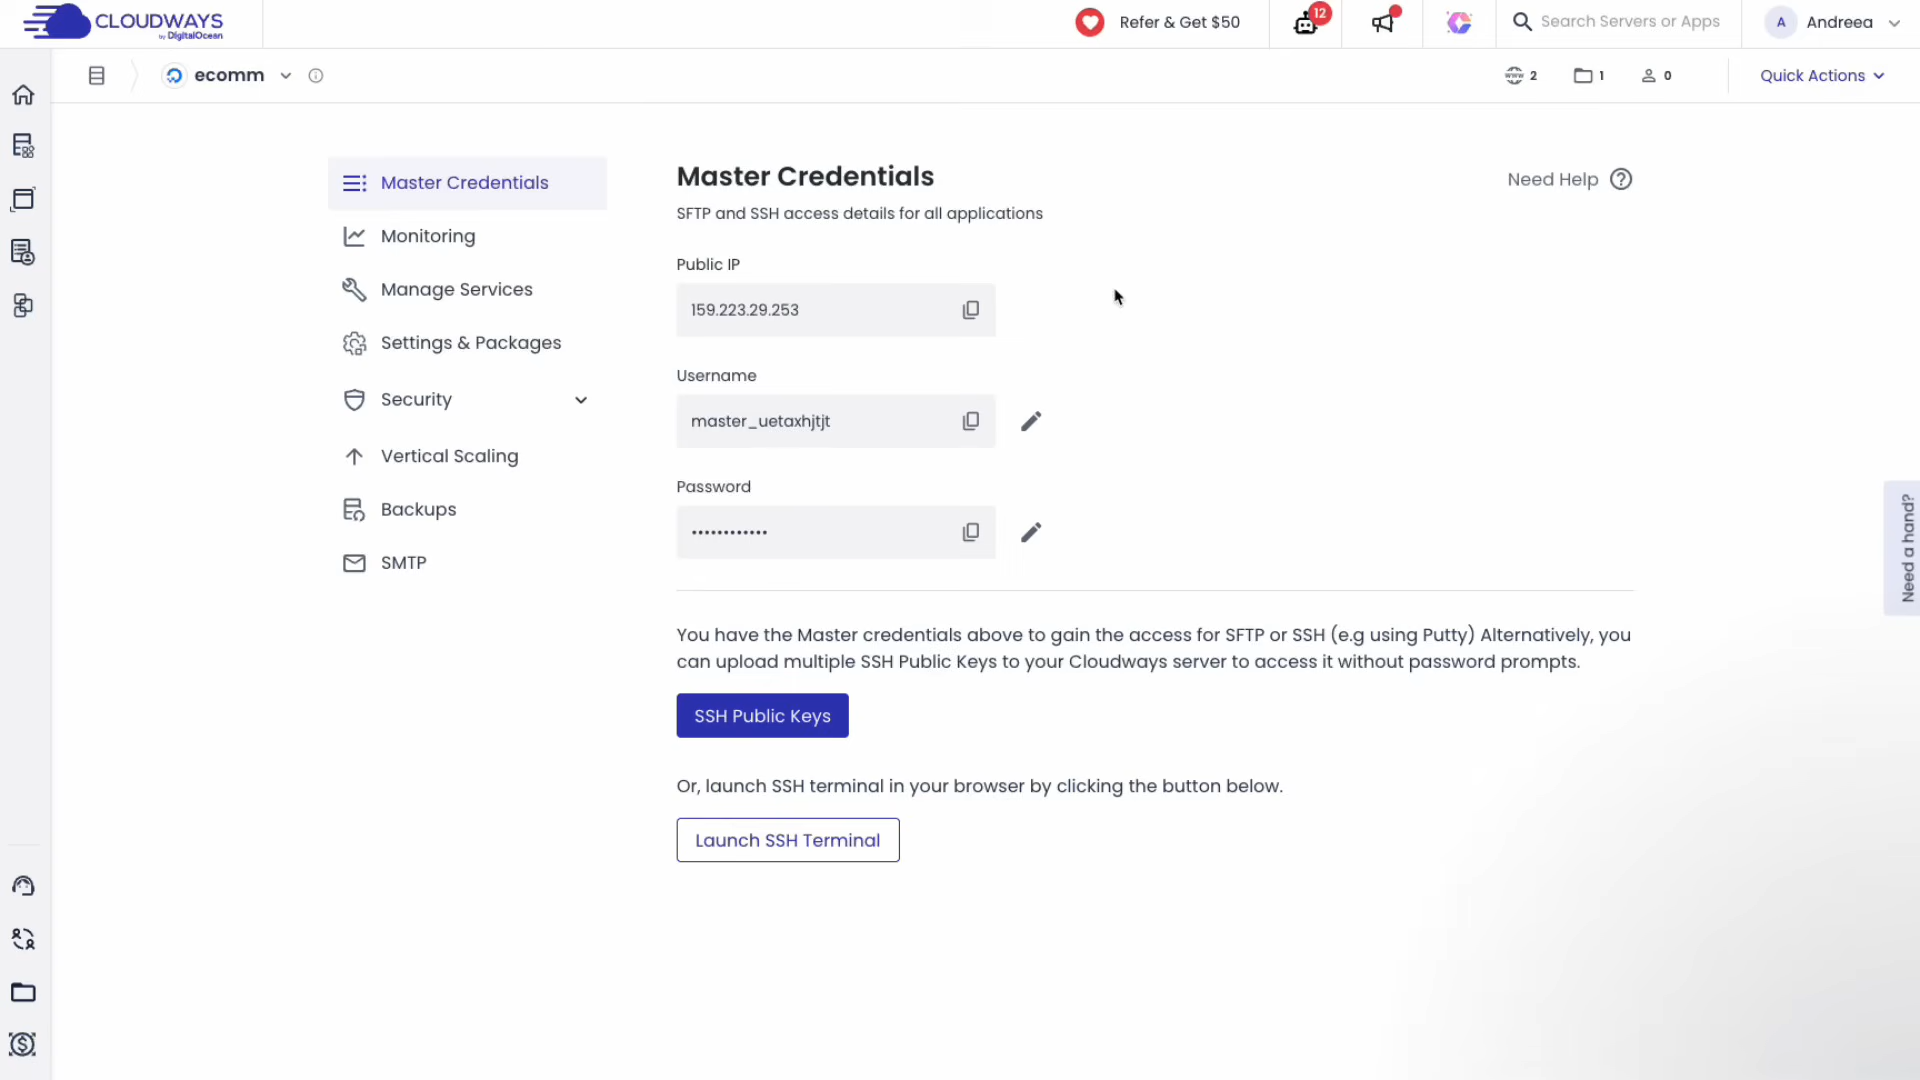 CLOUDWAYS
by DigitalOcean
Refer & Get $50
12
Search Servers or Apps
A
Andreea
ecomm
www
2
1
0
Quick Actions
Master Credentials
Monitoring
Manage Services
Settings & Packages
Security
Vertical Scaling
Backups
SMTP
Master Credentials
Need Help
SFTP and SSH access details for all applications
Public IP
159.223.29.253
Username
master_uetaxhjtjt
Password
••••••••••••
You have the Master credentials above to gain the access for SFTP or SSH (e.g using Putty) Alternatively, you
can upload multiple SSH Public Keys to your Cloudways server to access it without password prompts.
SSH Public Keys
Or, launch SSH terminal in your browser by clicking the button below.
Launch SSH Terminal
Need a hand?